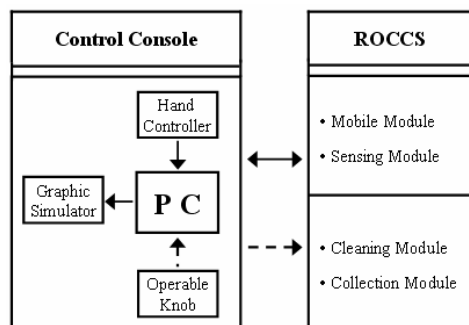 Control Console
Hand
Controller
Graphic
Simulator
P C
Operable
Knob
ROCCS
• Mobile Module
• Sensing Module
• Cleaning Module
• Collection Module